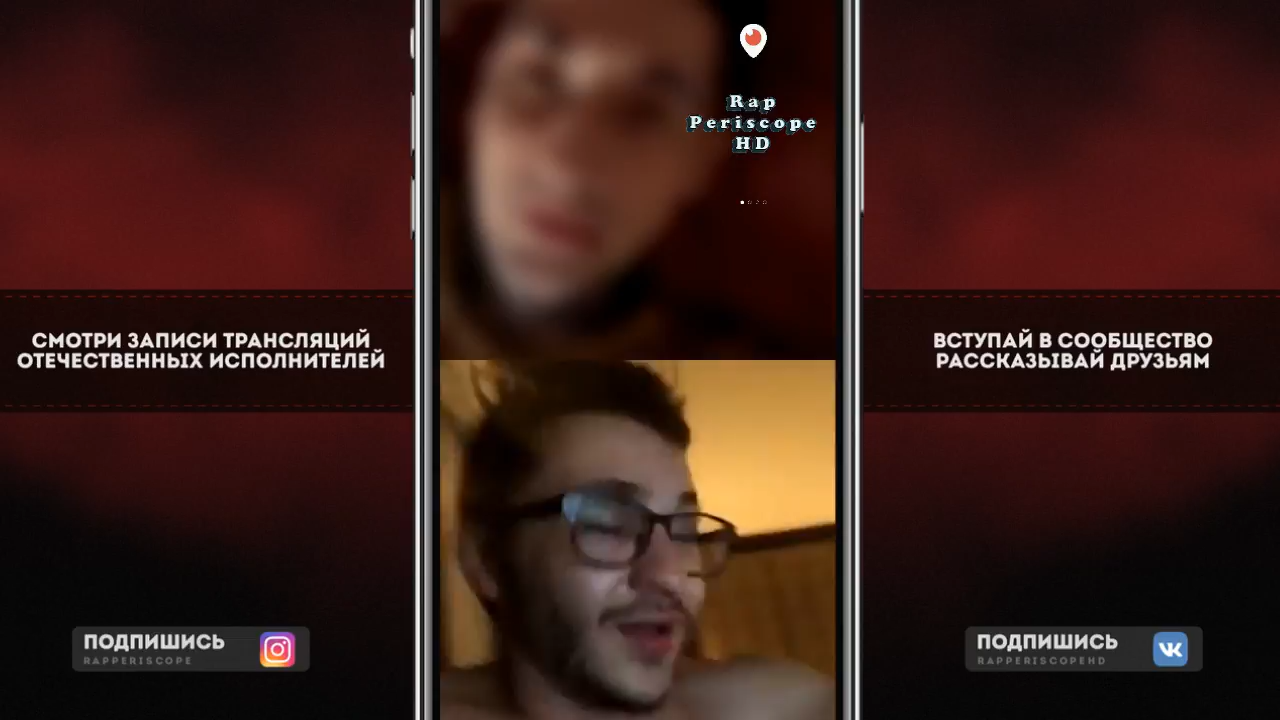 Rap
Periscope
HD
СМОТРИ ЗАПИСИ ТРАНСЛЯЦИЙ
ОТЕЧЕСТВЕННЫХ ИСПОЛНИТЕЛЕЙ
ВСТУПАЙ В СООБЩЕСТВО
РАССКАЗЫВАЙ ДРУЗЬЯМ
ПОДПИШИСЬ
RAPPERISCOPE
ПОДПИШИСЬ
RAPPERISCOPEHD